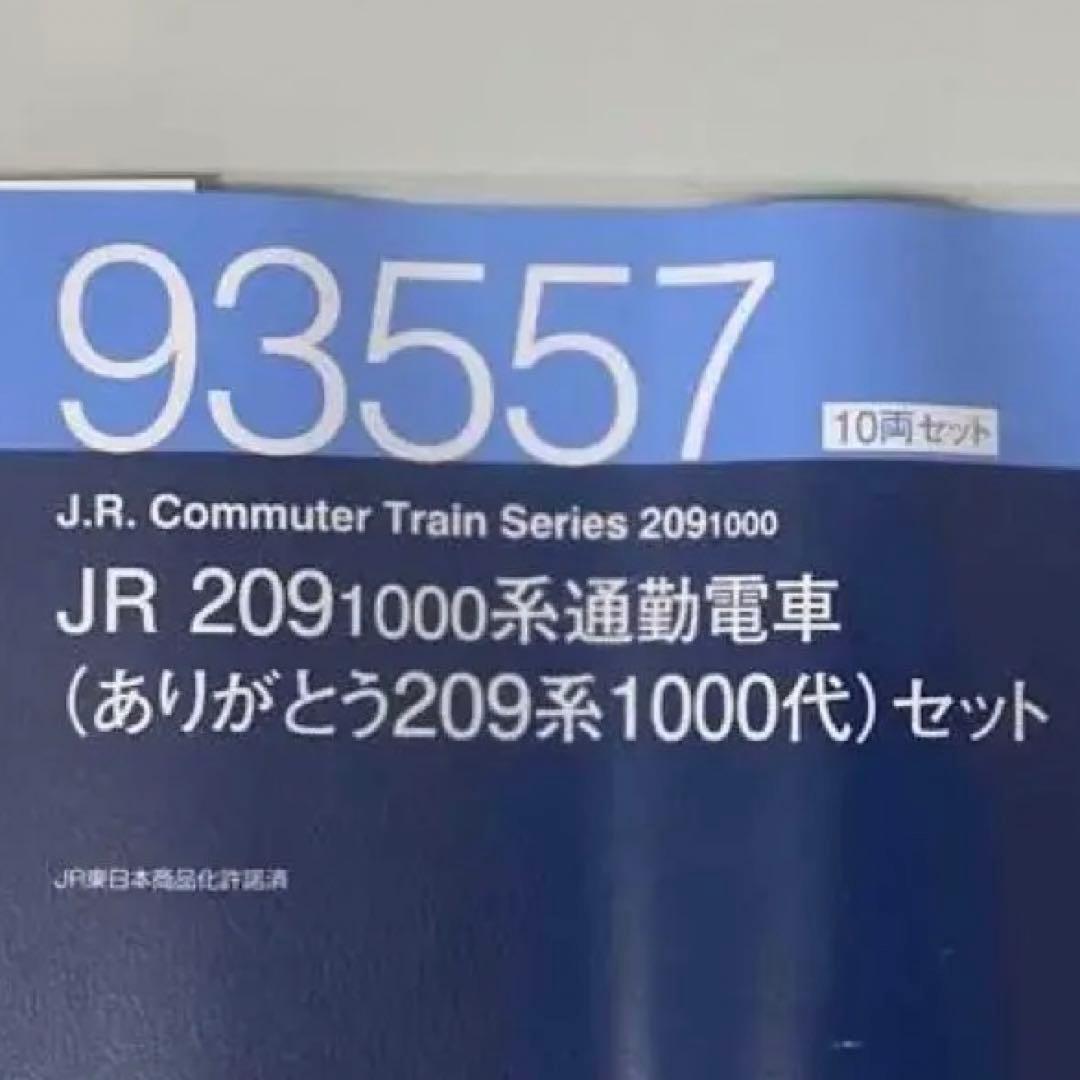 93557
10両セット
J.R. Commuter Train Series 2091000
JR 2091000系通勤電車
(ありがとう209系1000代)セット
JR東日本商品化許諾済